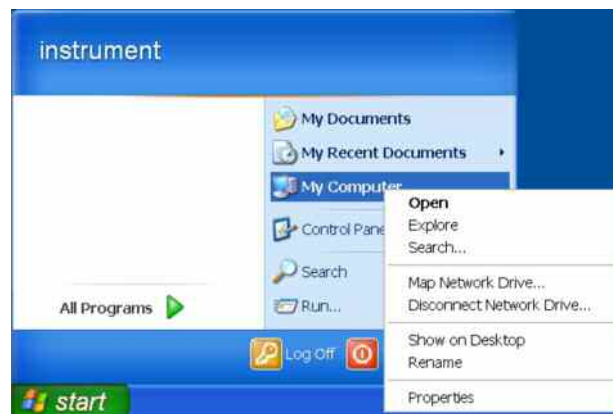 instrument
My Documents
My Recent Documents
My Computer
Control Pane
Search
Run...
All Programs
Log Off
start
Open
Explore
Search...
Map Network Drive...
Disconnect Network Drive...
Show on Desktop
Rename
Properties